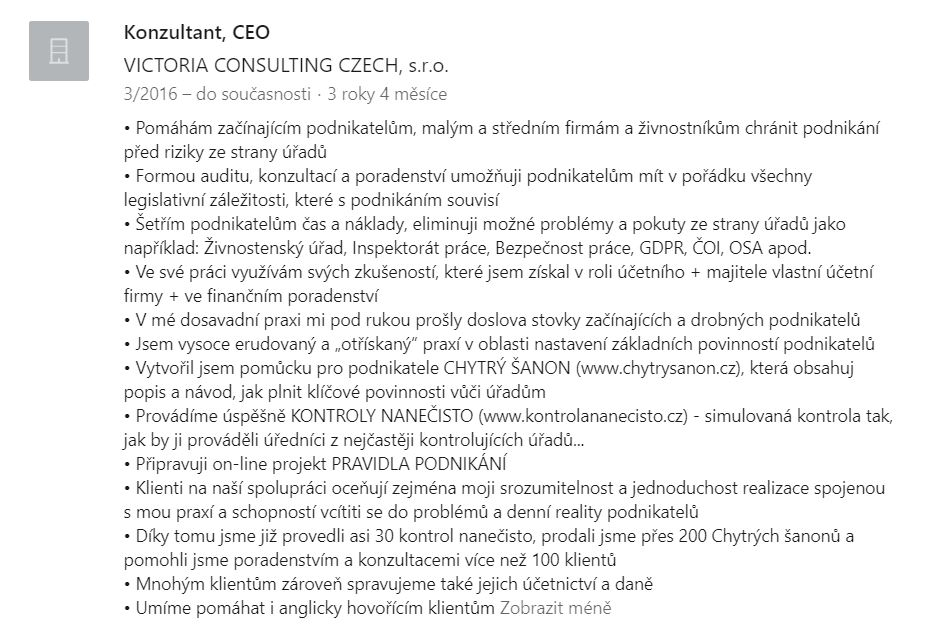 Konzultant, CEO
VICTORIA CONSULTING CZECH, s.r.o.
3/2016 – do současnosti · 3 roky 4 měsíce
• Pomáhám začínajícím podnikatelům, malým a středním firmám a živnostníkům chránit podnikání
před riziky ze strany úřadů
• Formou auditu, konzultací a poradenství umožňuji podnikatelům mít v pořádku všechny
legislativní záležitosti, které s podnikáním souvisí
• Šetřím podnikatelům čas a náklady, eliminuji možné problémy a pokuty ze strany úřadů jako
například: Živnostenský úřad, Inspektorát práce, Bezpečnost práce, GDPR, ČOI, OSA apod.
• Ve své práci využívám svých zkušeností, které jsem získal v roli účetního + majitele vlastní účetní
firmy + ve finančním poradenství
• V mé dosavadní praxi mi pod rukou prošly doslova stovky začínajících a drobných podnikatelů
• Jsem vysoce erudovaný a „otřískaný“ praxí v oblasti nastavení základních povinností podnikatelů
• Vytvořil jsem pomůcku pro podnikatele CHYTRÝ ŠANON (www.chytrysanon.cz), která obsahuj
popis a návod, jak plnit klíčové povinnosti vůči úřadům
• Provádíme úspěšně KONTROLY NANEČISTO (www.kontrolananecisto.cz) - simulovaná kontrola tak,
jak by ji prováděli úředníci z nejčastěji kontrolujících úřadů...
• Připravuji on-line projekt PRAVIDLA PODNIKÁNÍ
• Klienti na naší spolupráci oceňují zejména moji srozumitelnost a jednoduchost realizace spojenou
s mou praxí a schopností vcítiti se do problémů a denní reality podnikatelů
• Díky tomu jsme již provedli asi 30 kontrol nanečisto, prodali jsme přes 200 Chytrých šanonů a
pomohli jsme poradenstvím a konzultacemi více než 100 klientů
• Mnohým klientům zároveň spravujeme také jejich účetnictví a daně
• Umíme pomáhat i anglicky hovořícím klientům Zobrazit méně